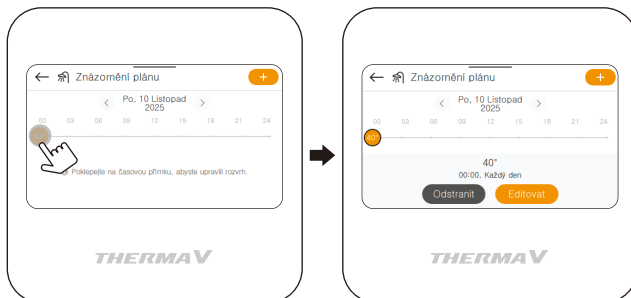 Znázornění plánu
+
Po, 10 Listopad
2025
00 03 06 09 12 15 18 21 24
Poklepejte na časovou přímku, abyste upravili rozvrh.
THERMA V
Znázornění plánu
+
Po, 10 Listopad
2025
00 03 06 09 12 15 18 21 24
40°
40°
00:00, Každý den
Odstranit Editovat
THERMA V